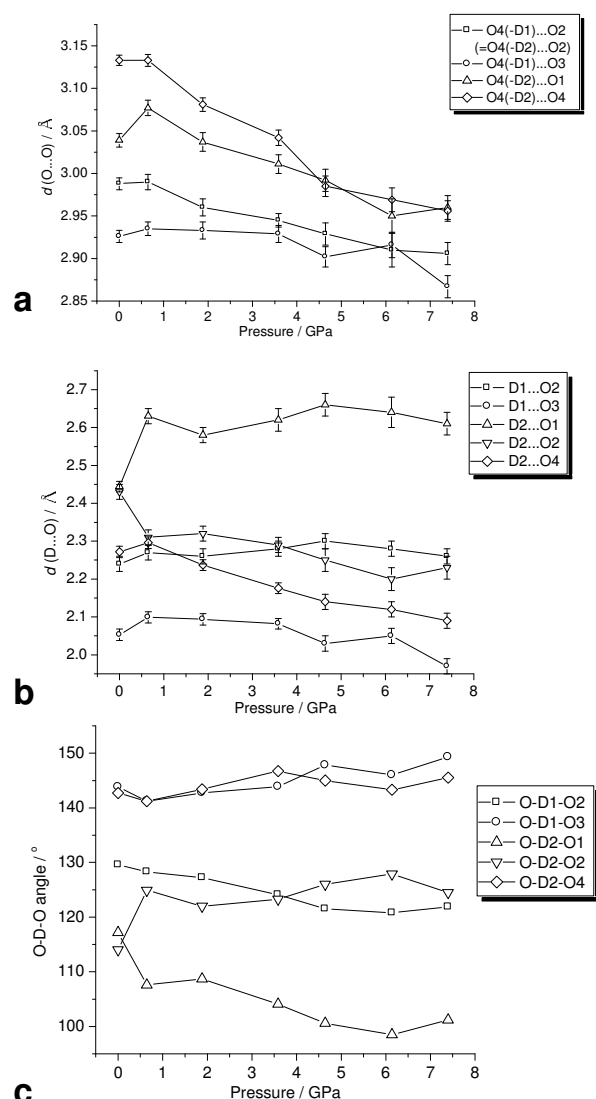 O4(-D1)...O2
(=O4(-D2)...O2)
O4(-D1)...O3
O4(-D2)...O1
O4(-D2)...O4
3.15
3.10
3.05
3.00
2.95
2.90
2.85
d (O...O) / Å
0 1 2 3 4 5 6 7 8
Pressure / GPa
a
D1...O2
D1...O3
D2...O1
D2...O2
D2...O4
2.7
2.6
2.5
2.4
2.3
2.2
2.1
2.0
d (D...O) / Å
0 1 2 3 4 5 6 7 8
Pressure / GPa
b
150
140
130
120
110
100
O-D-O angle / °
O-D1-O2
O-D1-O3
O-D2-O1
O-D2-O2
O-D2-O4
0 1 2 3 4 5 6 7 8
Pressure / GPa
c